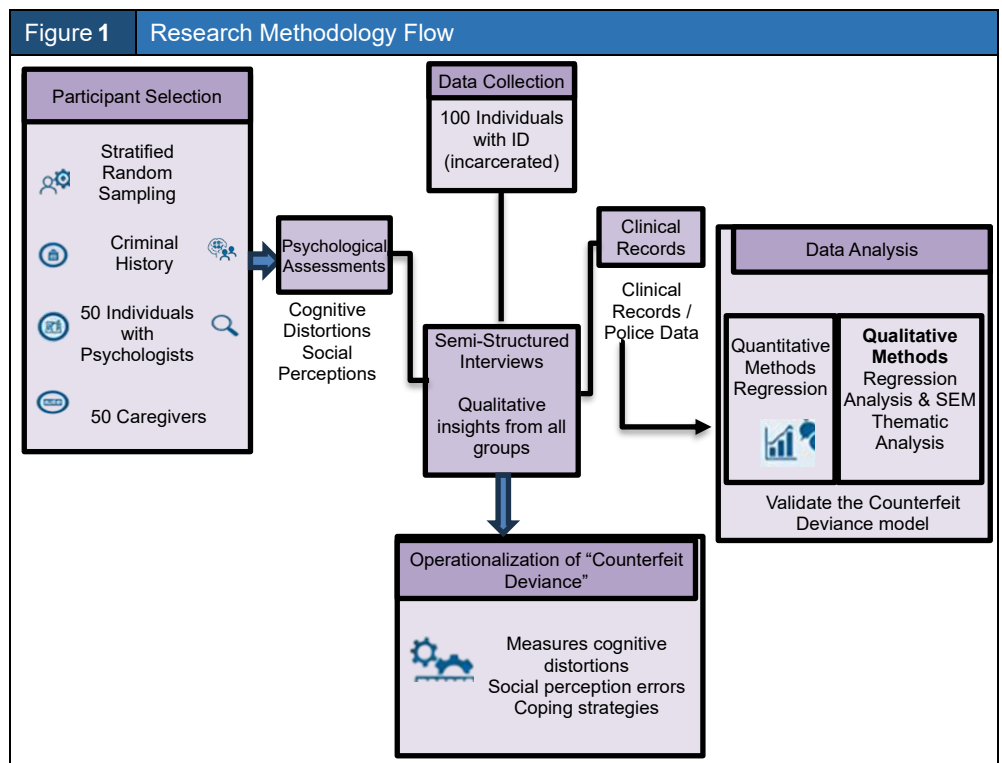 Figure 1
Research Methodology Flow
Participant Selection
Stratified
Random
Sampling
Criminal
History
50 Individuals
with
Psychologists
50 Caregivers
Psychological
Assessments
Cognitive
Distortions
Social
Perceptions
Data Collection
100 Individuals
with ID
(incarcerated)
Semi-Structured
Interviews
Qualitative
insights from all
groups
Clinical
Records
Clinical
Records /
Police Data
Data Analysis
Quantitative
Methods
Regression
Qualitative
Methods
Regression
Analysis & SEM
Thematic
Analysis
Validate the Counterfeit
Deviance model
Operationalization of “Counterfeit
Deviance”
Measures cognitive
distortions
Social perception errors
Coping strategies